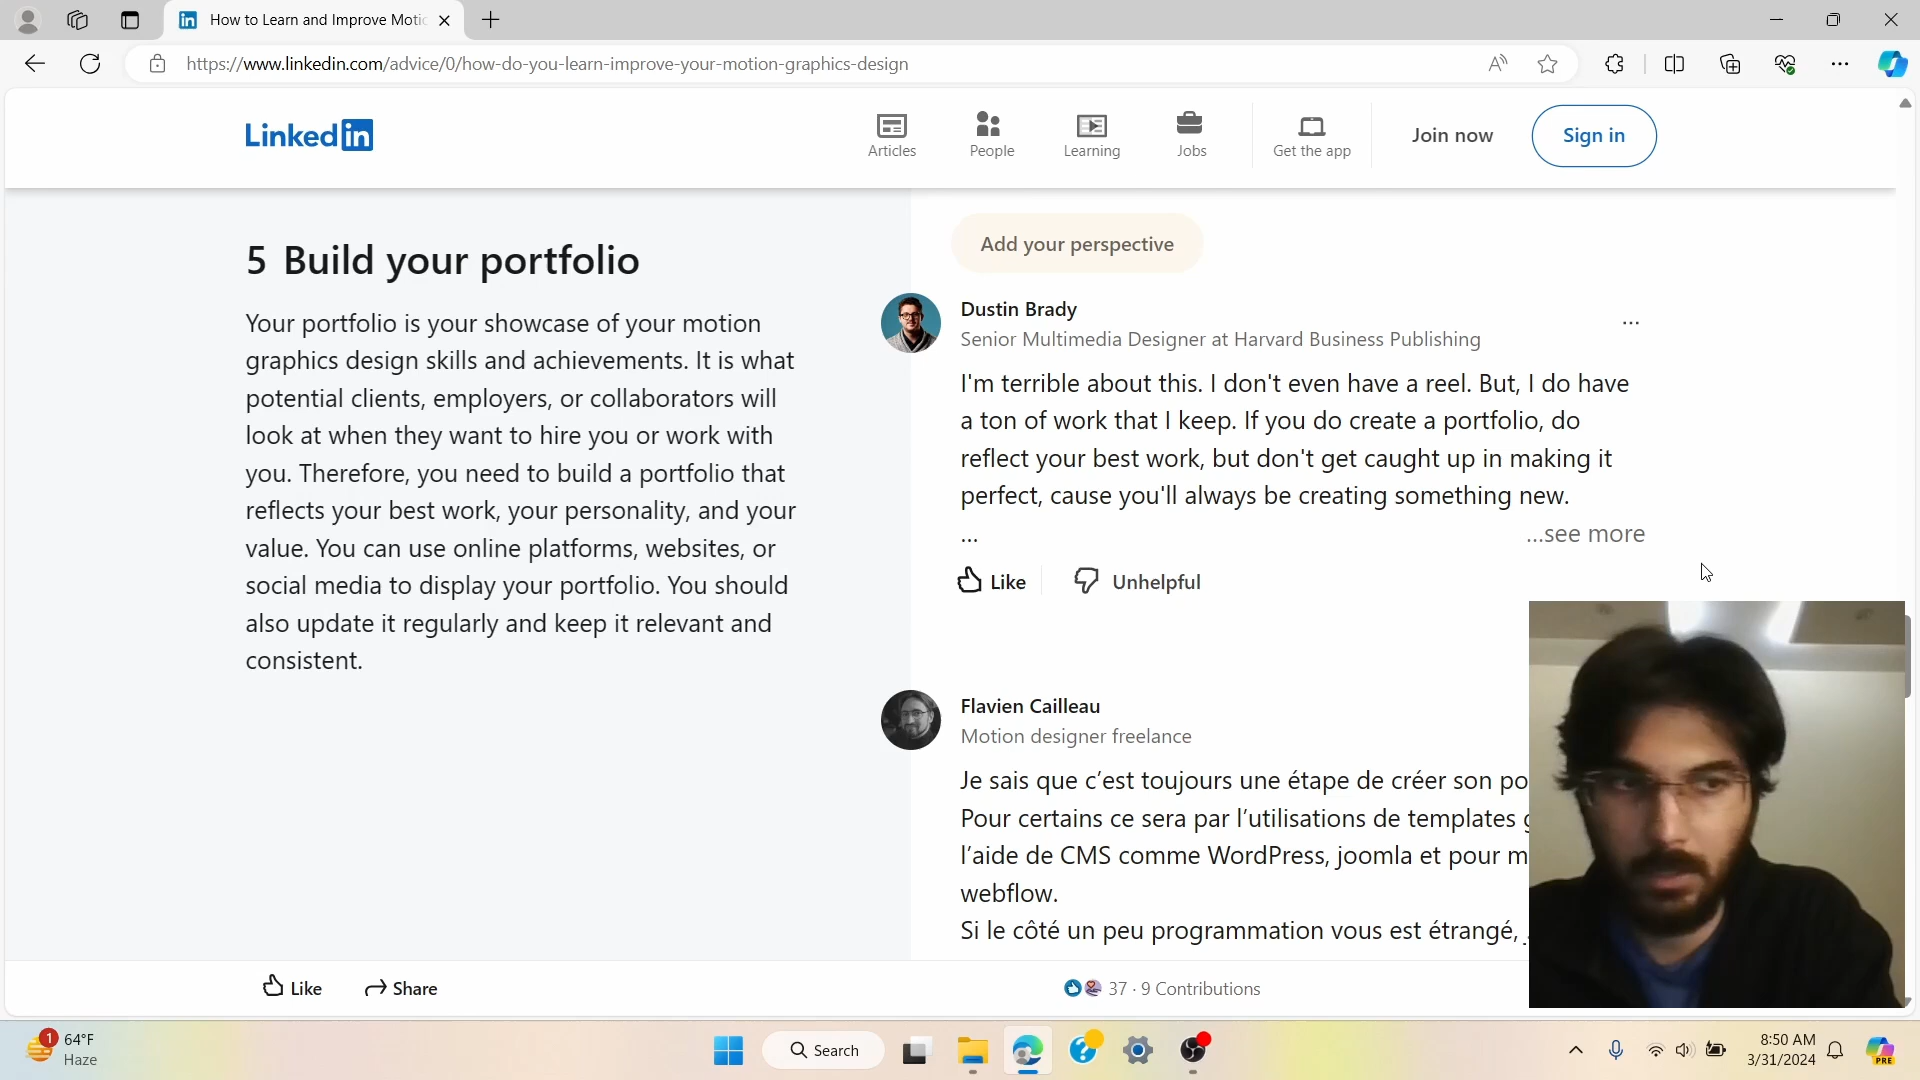 How to Learn and Improve Motio
https://www.linkedin.com/advice/0/how-do-you-learn-improve-your-motion-graphics-design
Linked in
Articles
People
Learning
Jobs
Get the app
Join now
Sign in
5 Build your portfolio
Your portfolio is your showcase of your motion
graphics design skills and achievements. It is what
potential clients, employers, or collaborators will
look at when they want to hire you or work with
you. Therefore, you need to build a portfolio that
reflects your best work, your personality, and your
value. You can use online platforms, websites, or
social media to display your portfolio. You should
also update it regularly and keep it relevant and
consistent.
Add your perspective
Dustin Brady
Senior Multimedia Designer at Harvard Business Publishing
...
I'm terrible about this. I don't even have a reel. But, I do have
a ton of work that I keep. If you do create a portfolio, do
reflect your best work, but don't get caught up in making it
perfect, cause you'll always be creating something new.
...
...see more
Like
Unhelpful
Flavien Cailleau
Motion designer freelance
Je sais que c’est toujours une étape de créer son po
Pour certains ce sera par l’utilisations de templates
l’aide de CMS comme WordPress, joomla et pour m
webflow.
Si le côté un peu programmation vous est étrangé,
Like
Share
37 · 9 Contributions
1
64°F
Haze
Search
8:50 AM
3/31/2024
PRE